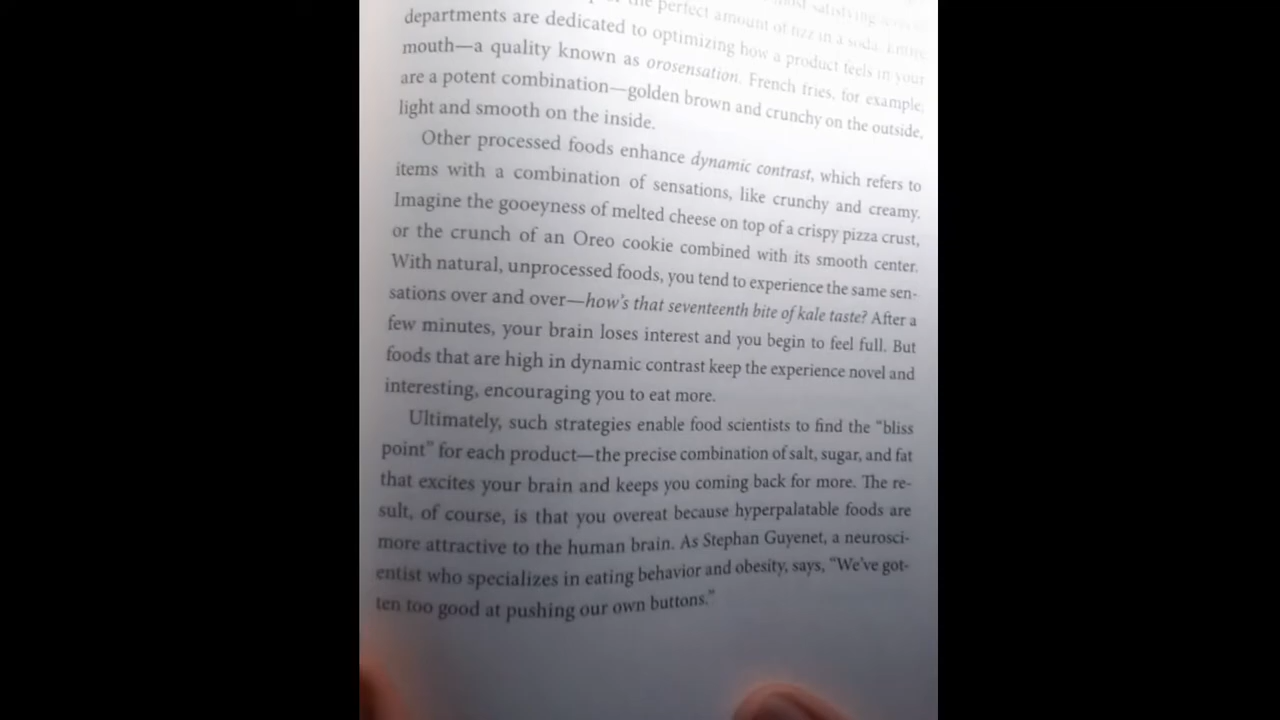 the perfect amount of fizz in a soda. Entire
departments are dedicated to optimizing how a product feels in your
mouth—a quality known as orosensation. French fries, for example,
are a potent combination—golden brown and crunchy on the outside,
light and smooth on the inside.
Other processed foods enhance dynamic contrast, which refers to
items with a combination of sensations, like crunchy and creamy.
Imagine the gooeyness of melted cheese on top of a crispy pizza crust,
or the crunch of an Oreo cookie combined with its smooth center.
With natural, unprocessed foods, you tend to experience the same sen-
sations over and over—how's that seventeenth bite of kale taste? After a
few minutes, your brain loses interest and you begin to feel full. But
foods that are high in dynamic contrast keep the experience novel and
interesting, encouraging you to eat more.
Ultimately, such strategies enable food scientists to find the “bliss
point” for each product—the precise combination of salt, sugar, and fat
that excites your brain and keeps you coming back for more. The re-
sult, of course, is that you overeat because hyperpalatable foods are
more attractive to the human brain. As Stephan Guyenet, a neurosci-
entist who specializes in eating behavior and obesity, says, “We've got-
ten too good at pushing our own buttons.”